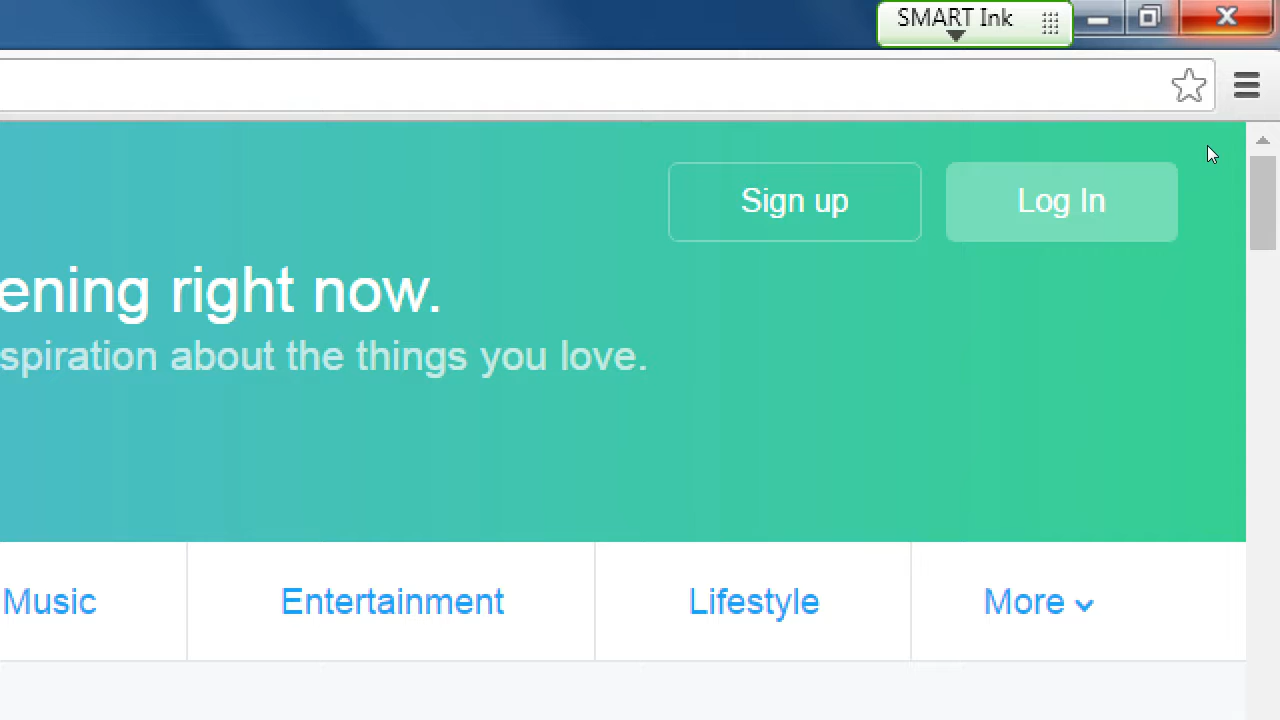 SMART Ink
Sign up
Log In
ening right now.
spiration about the things you love.
Music
Entertainment
Lifestyle
More